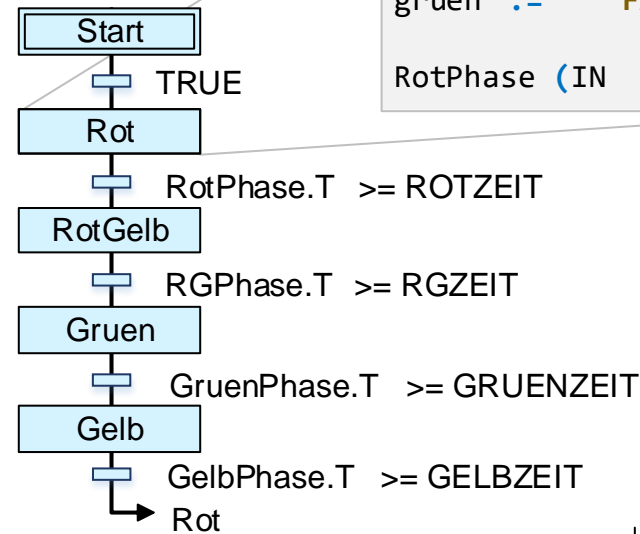 gruen :=
RotPhase (IN
Start
TRUE
Rot
RotPhase.T >= ROTZEIT
RotGelb
RGPhase.T >= RGZEIT
Gruen
GruenPhase.T >= GRUENZEIT
Gelb
GelbPhase.T >= GELBZEIT
Rot